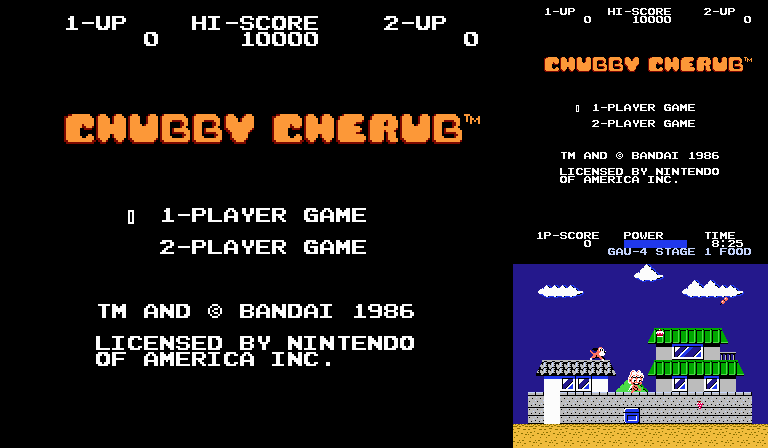 1-UP HI-SCORE 2-UP
0 10000 0
CHUBBY CHERUB™
1-PLAYER GAME
2-PLAYER GAME
TM AND © BANDAI 1986
LICENSED BY NINTENDO
OF AMERICA INC.
1-UP HI-SCORE 2-UP
0 10000 0
CHUBBY CHERUB™
1-PLAYER GAME
2-PLAYER GAME
TM AND © BANDAI 1986
LICENSED BY NINTENDO
OF AMERICA INC.
1P-SCORE POWER TIME
0 8:25
GAU-4 STAGE 1 FOOD